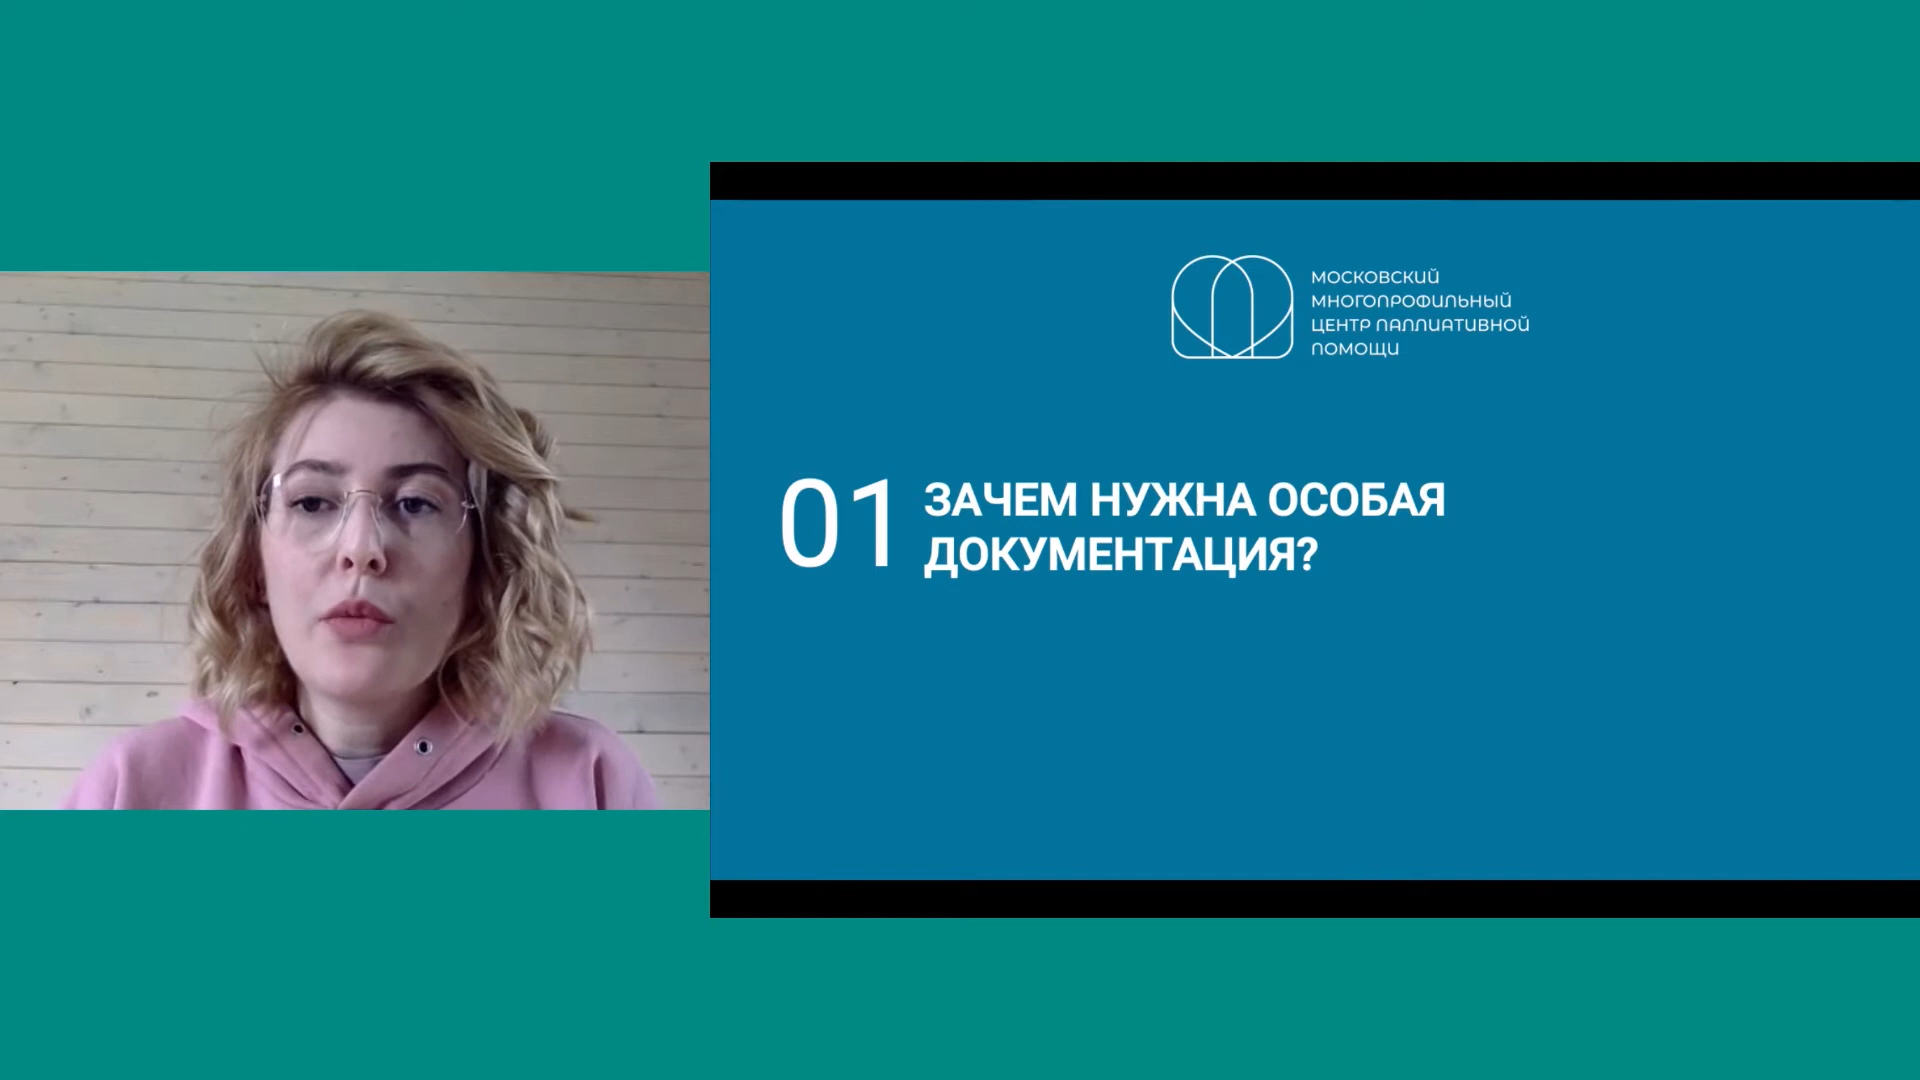 МОСКОВСКИЙ
МНОГОПРОФИЛЬНЫЙ
ЦЕНТР ПАЛЛИАТИВНОЙ
ПОМОЩИ
01 ЗАЧЕМ НУЖНА ОСОБАЯ
ДОКУМЕНТАЦИЯ?